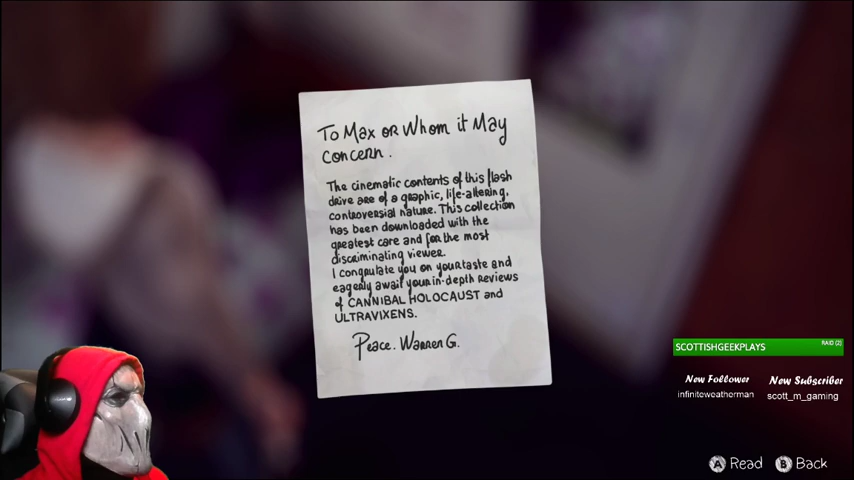 To Max or Whom it May
Concern.
The cinematic contents of this flash
drive are of a graphic, life-altering,
controversial nature. This collection
has been downloaded with the
greatest care and for the most
discriminating viewer.
I congrulate you on your taste and
eagerly await your in-depth reviews
of CANNIBAL HOLOCAUST and
ULTRAVIXENS.
Peace. Warren G.
SCOTTISHGEEKPLAYS RAID (2)
New Follower New Subscriber
infiniteweatherman scott_m_gaming
A Read B Back